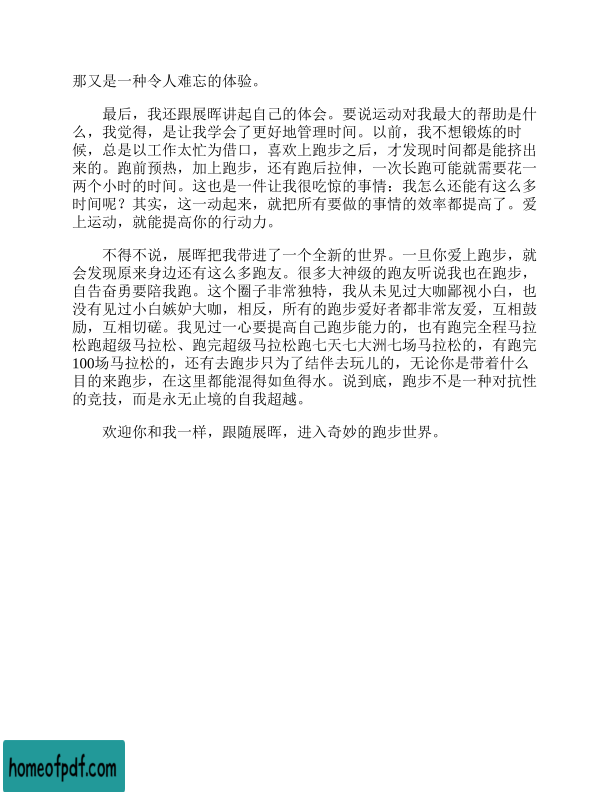 那又是一种令人难忘的体验。
最后，我还跟展晖讲起自己的体会。要说运动对我最大的帮助是什
么，我觉得，是让我学会了更好地管理时间。以前，我不想锻炼的时
候，总是以工作太忙为借口，喜欢上跑步之后，才发现时间都是能挤出
来的。跑前预热，加上跑步，还有跑后拉伸，一次长跑可能就需要花一
两个小时的时间。这也是一件让我很吃惊的事情：我怎么还能有这么多
时间呢？其实，这一动起来，就把所有要做的事情的效率都提高了。爱
上运动，就能提高你的行动力。
不得不说，展晖把我带进了一个全新的世界。一旦你爱上跑步，就
会发现原来身边还有这么多跑友。很多大神级的跑友听说我也在跑步，
自告奋勇要陪我跑。这个圈子非常独特，我从未见过大咖鄙视小白，也
没有见过小白嫉妒大咖，相反，所有的跑步爱好者都非常友爱，互相鼓
励，互相切磋。我见过一心要提高自己跑步能力的，也有跑完全程马拉
松跑超级马拉松、跑完超级马拉松跑七天七大洲七场马拉松的，有跑完
100场马拉松的，还有去跑步只为了结伴去玩儿的，无论你是带着什么
目的来跑步，在这里都能混得如鱼得水。说到底，跑步不是一种对抗性
的竞技，而是永无止境的自我超越。
欢迎你和我一样，跟随展晖，进入奇妙的跑步世界。
homeofpdf.com